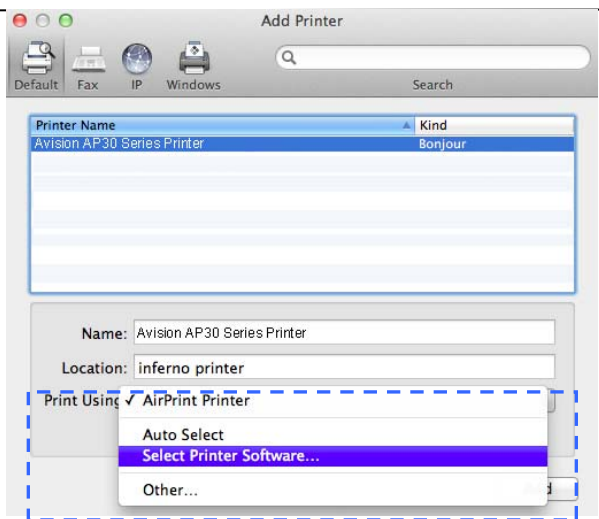 Add Printer
Default Fax IP Windows Search
Printer Name Kind
Avision AP30 Series Printer Bonjour
Name: Avision AP30 Series Printer
Location: inferno printer
Print Using ✓ AirPrint Printer
Auto Select
Select Printer Software...
Other...